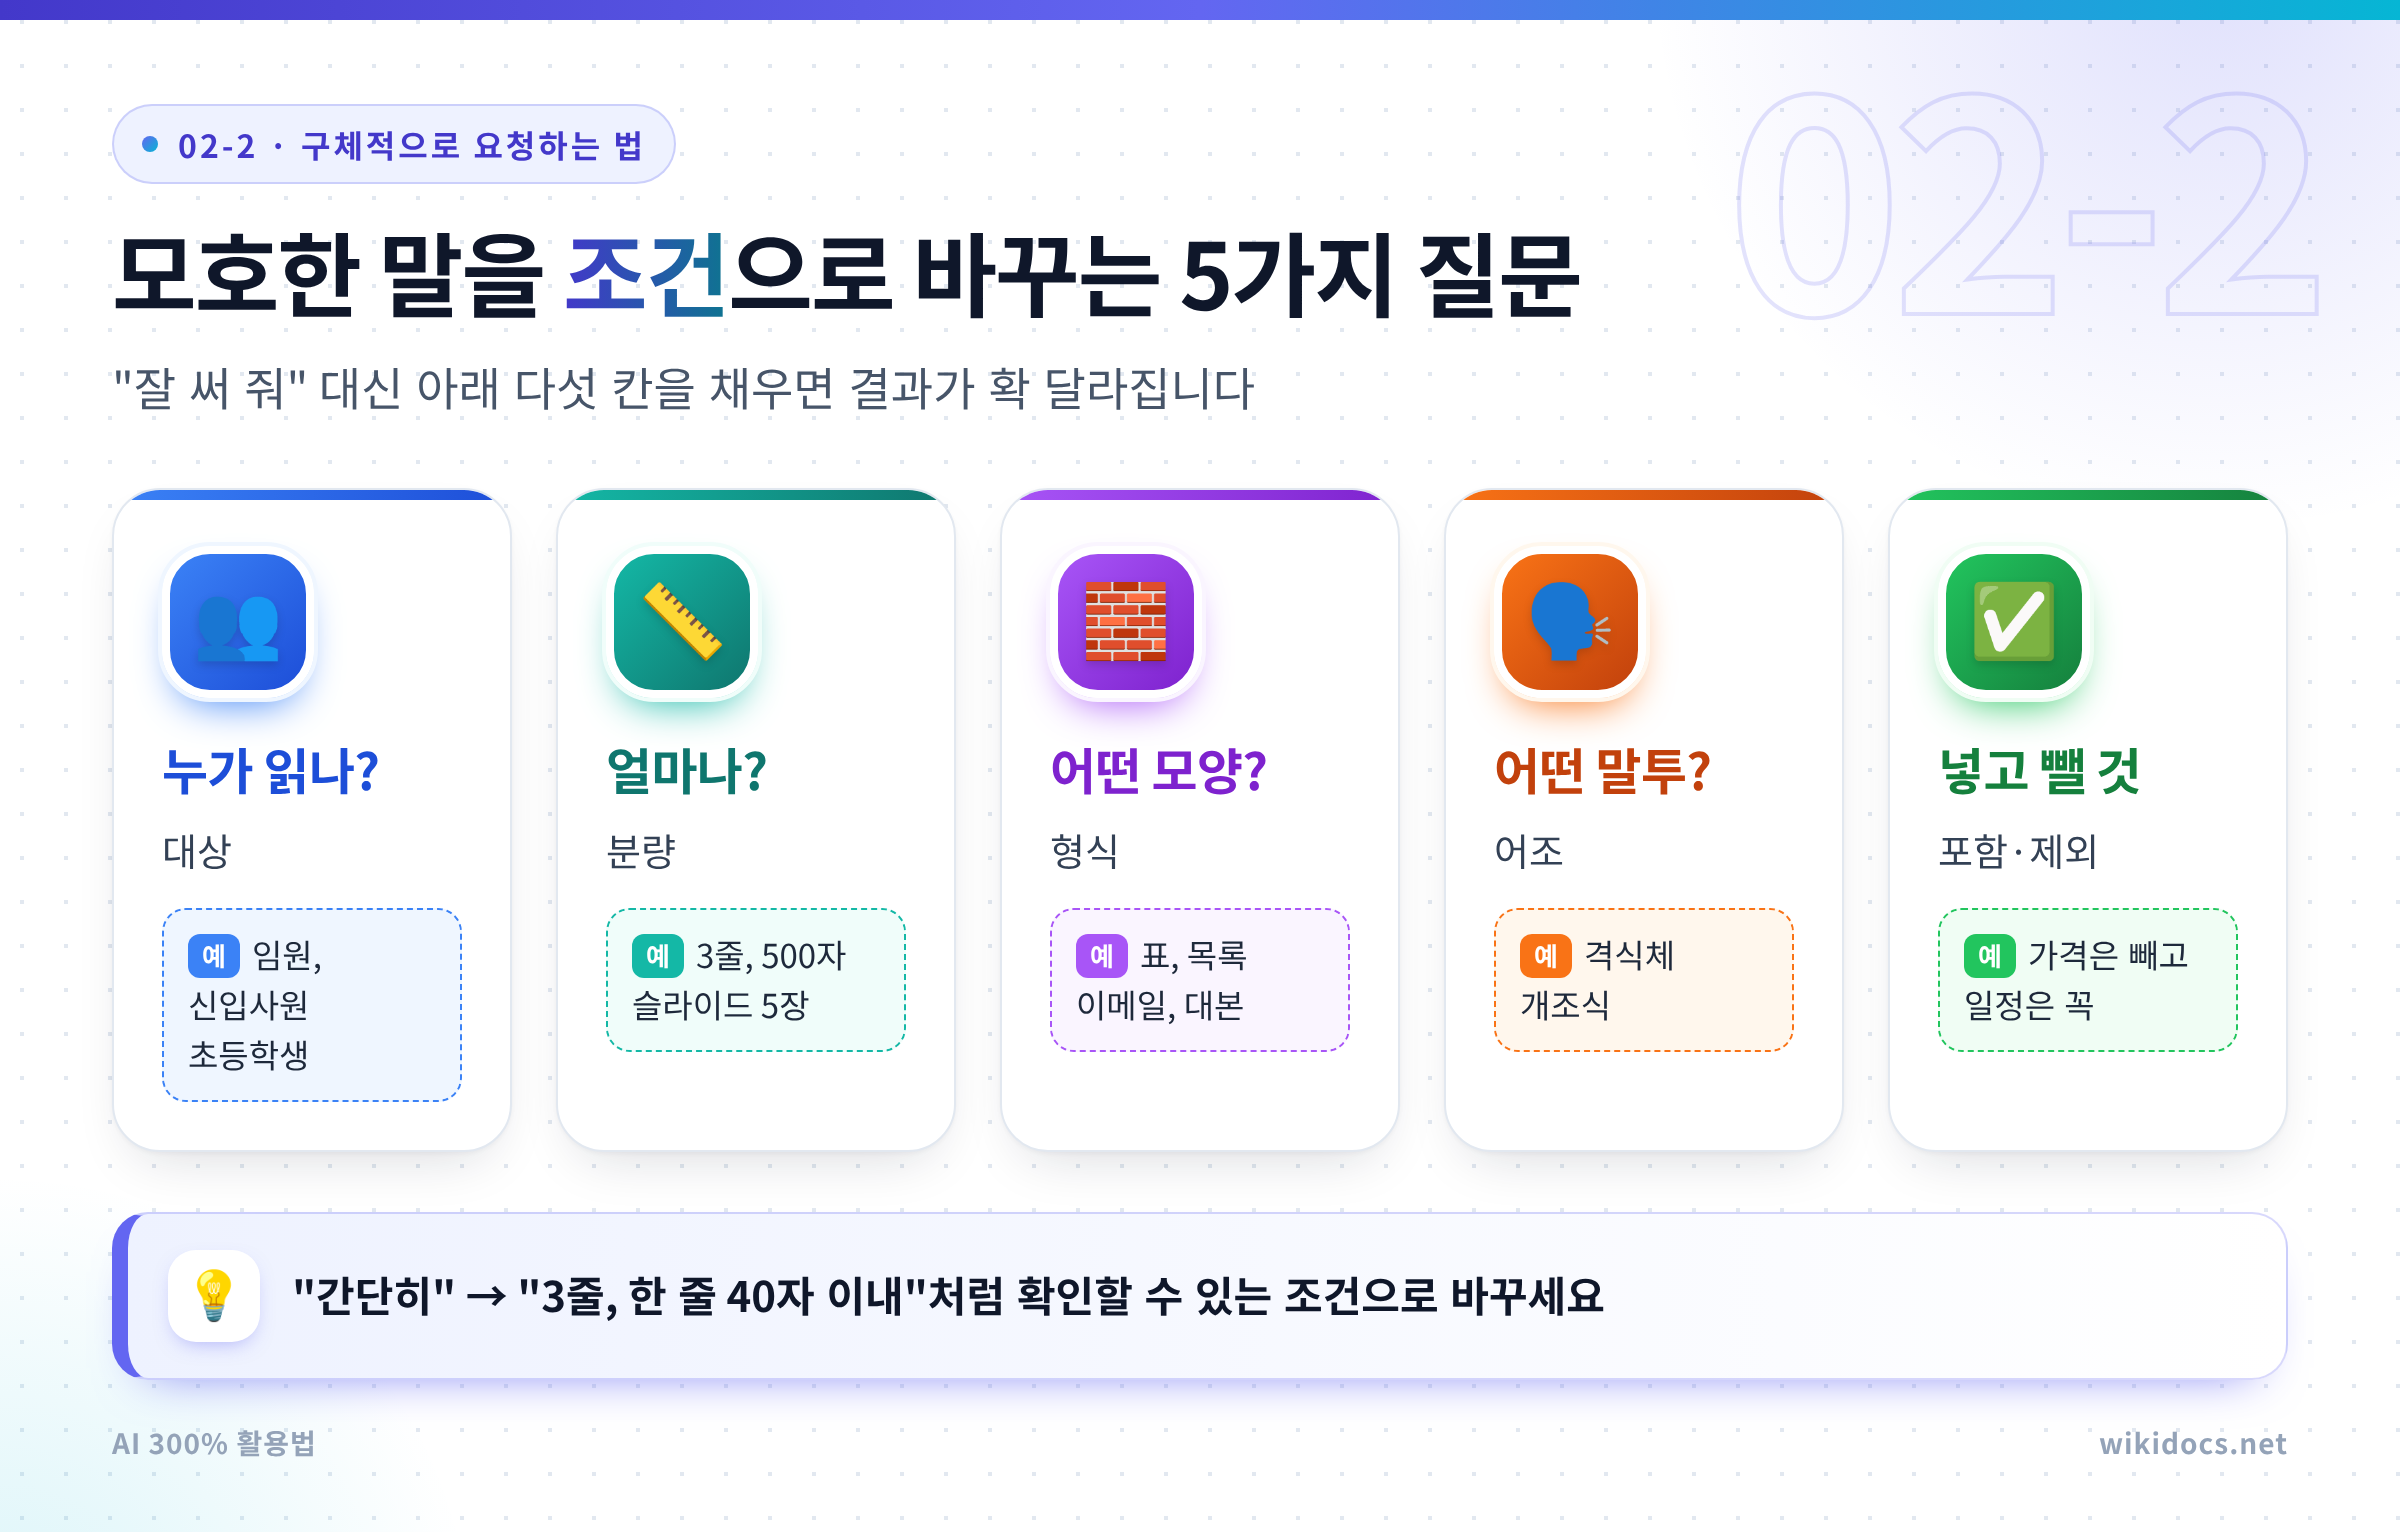 02-2 · 구체적으로 요청하는 법
02-2
모호한 말을 조건으로 바꾸는 5가지 질문
"잘 써 줘" 대신 아래 다섯 칸을 채우면 결과가 확 달라집니다
누가 읽나?
대상
예 임원,
신입사원
초등학생
얼마나?
분량
예 3줄, 500자
슬라이드 5장
어떤 모양?
형식
예 표, 목록
이메일, 대본
어떤 말투?
어조
예 격식체
개조식
넣고 뺄 것
포함·제외
예 가격은 빼고
일정은 꼭
"간단히" → "3줄, 한 줄 40자 이내"처럼 확인할 수 있는 조건으로 바꾸세요
AI 300% 활용법
wikidocs.net